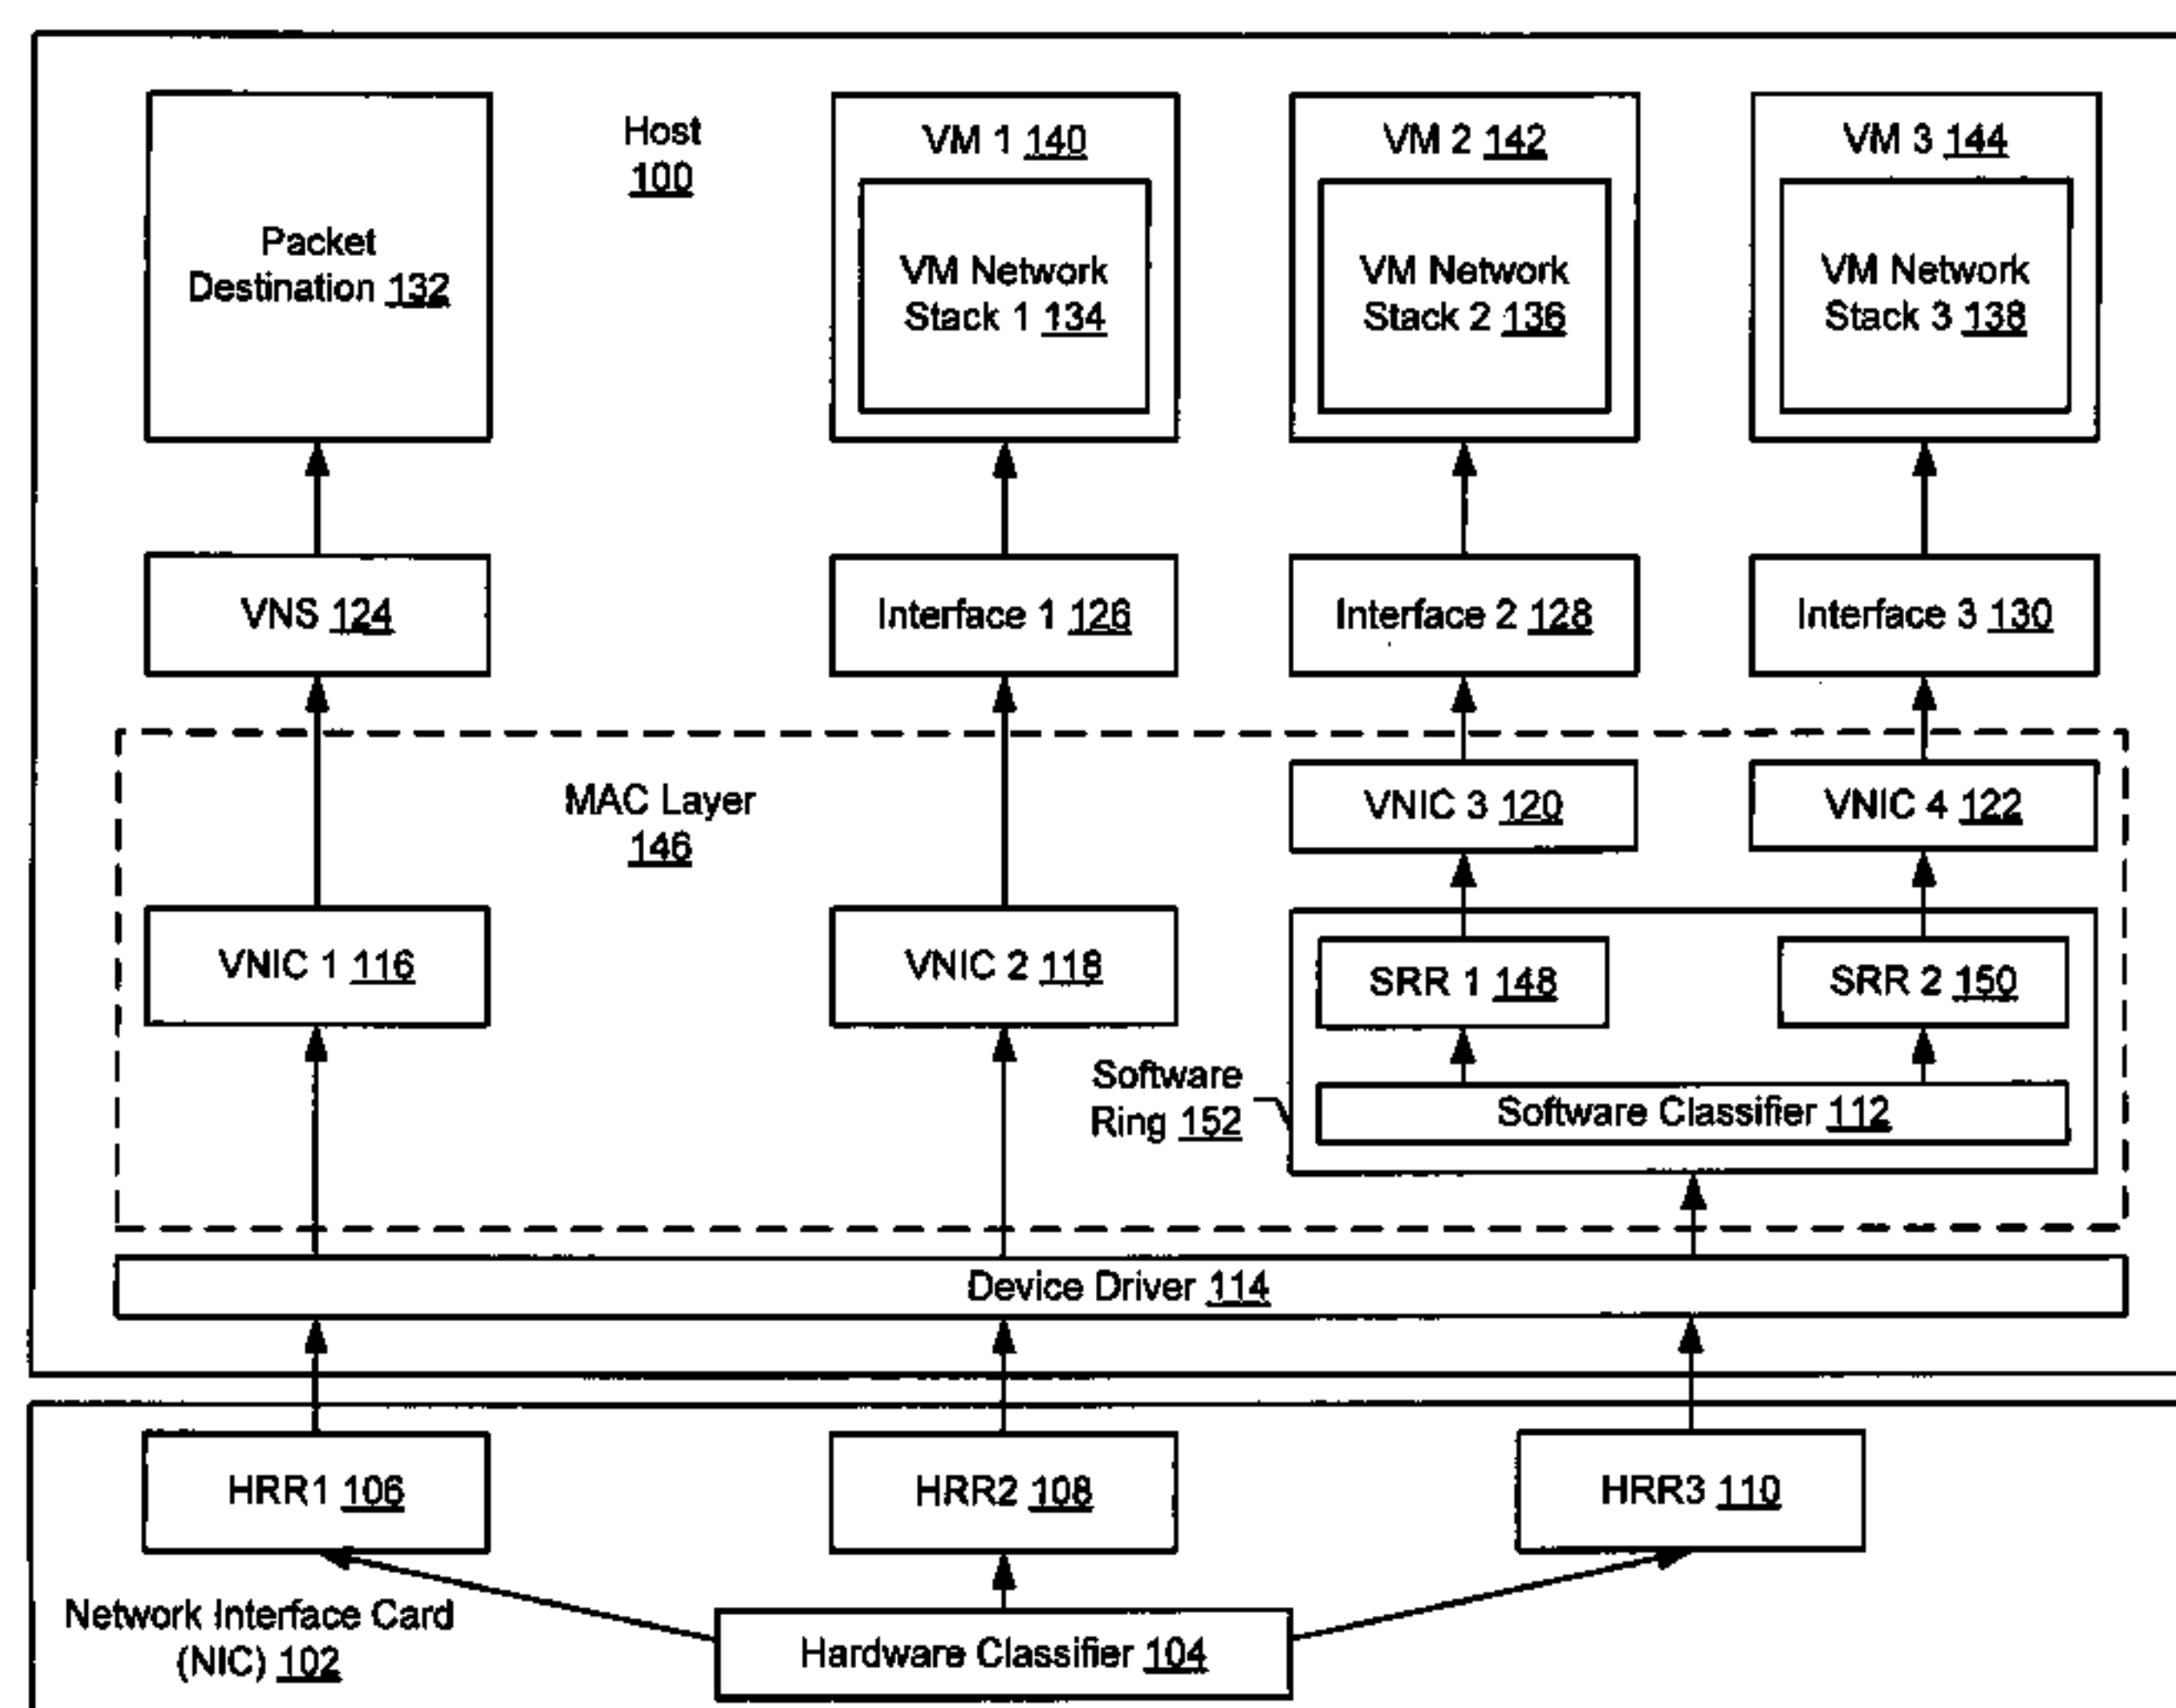 Host
100
Packet
Destination 132
VM 1 140
VM Network
Stack 1 134
VM 2 142
VM Network
Stack 2 136
VM 3 144
VM Network
Stack 3 138
VNS 124
Interface 1 126
Interface 2 128
Interface 3 130
MAC Layer
146
VNIC 3 120
VNIC 4 122
VNIC 1 116
VNIC 2 118
SRR 1 148
SRR 2 150
Software
Ring 152
Software Classifier 112
Device Driver 114
HRR1 106
HRR2 108
HRR3 110
Network Interface Card
(NIC) 102
Hardware Classifier 104